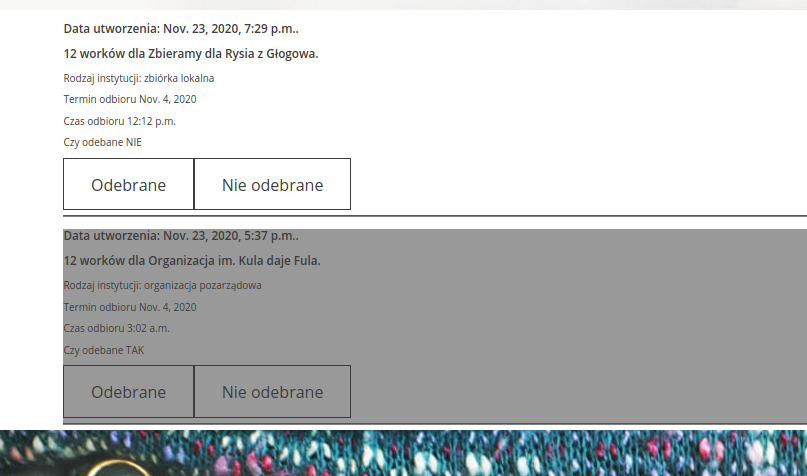 Data utworzenia: Nov. 23, 2020, 7:29 p.m..
12 worków dla Zbieramy dla Rysia z Głogowa.
Rodzaj instytucji: zbiórka lokalna
Termin odbioru Nov. 4, 2020
Czas odbioru 12:12 p.m.
Czy odebane NIE
Odebrane Nie odebrane
Data utworzenia: Nov. 23, 2020, 5:37 p.m..
12 worków dla Organizacja im. Kula daje Fula.
Rodzaj instytucji: organizacja pozarządowa
Termin odbioru Nov. 4, 2020
Czas odbioru 3:02 a.m.
Czy odebane TAK
Odebrane Nie odebrane